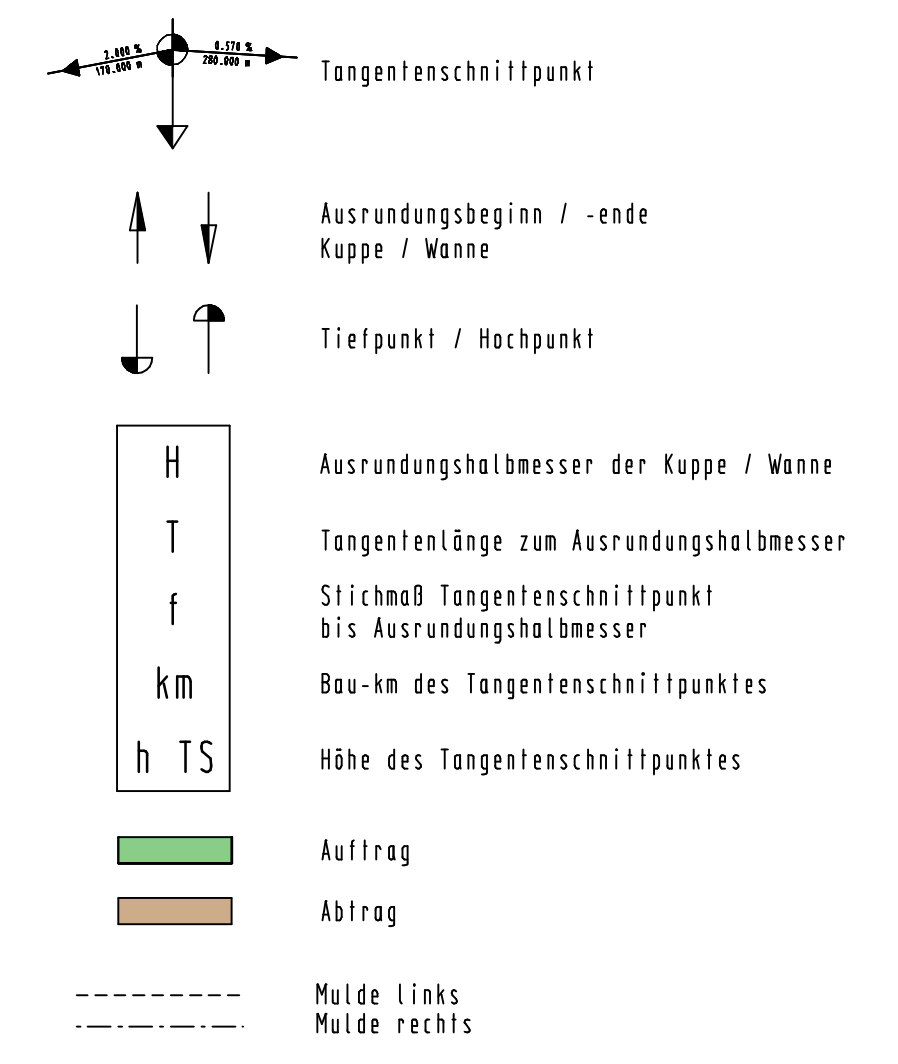 2.000 % 0.570 %
170.000 m 280.000 m
Tangentenschnittpunkt
Ausrundungsbeginn / -ende
Kuppe / Wanne
Tiefpunkt / Hochpunkt
H Ausrundungshalbmesser der Kuppe / Wanne
T Tangentenlänge zum Ausrundungshalbmesser
f Stichmaß Tangentenschnittpunkt
bis Ausrundungshalbmesser
km Bau-km des Tangentenschnittpunktes
h TS Höhe des Tangentenschnittpunktes
Auftrag
Abtrag
Mulde links
Mulde rechts